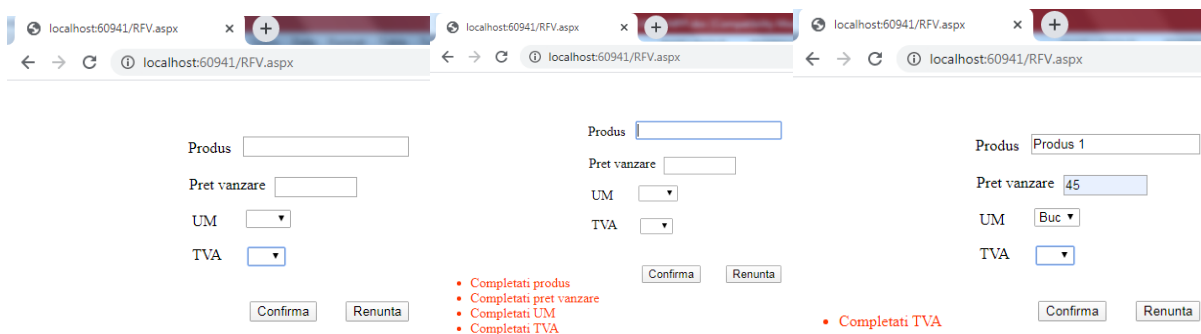 localhost:60941/RFV.aspx
localhost:60941/RFV.aspx
Produs
Pret vanzare
UM
TVA
Confirma Renunta
localhost:60941/RFV.aspx
localhost:60941/RFV.aspx
Produs
Pret vanzare
UM
TVA
Confirma Renunta
Completati produs
Completati pret vanzare
Completati UM
Completati TVA
localhost:60941/RFV.aspx
localhost:60941/RFV.aspx
Produs Produs 1
Pret vanzare 45
UM Buc
TVA
Confirma Renunta
Completati TVA